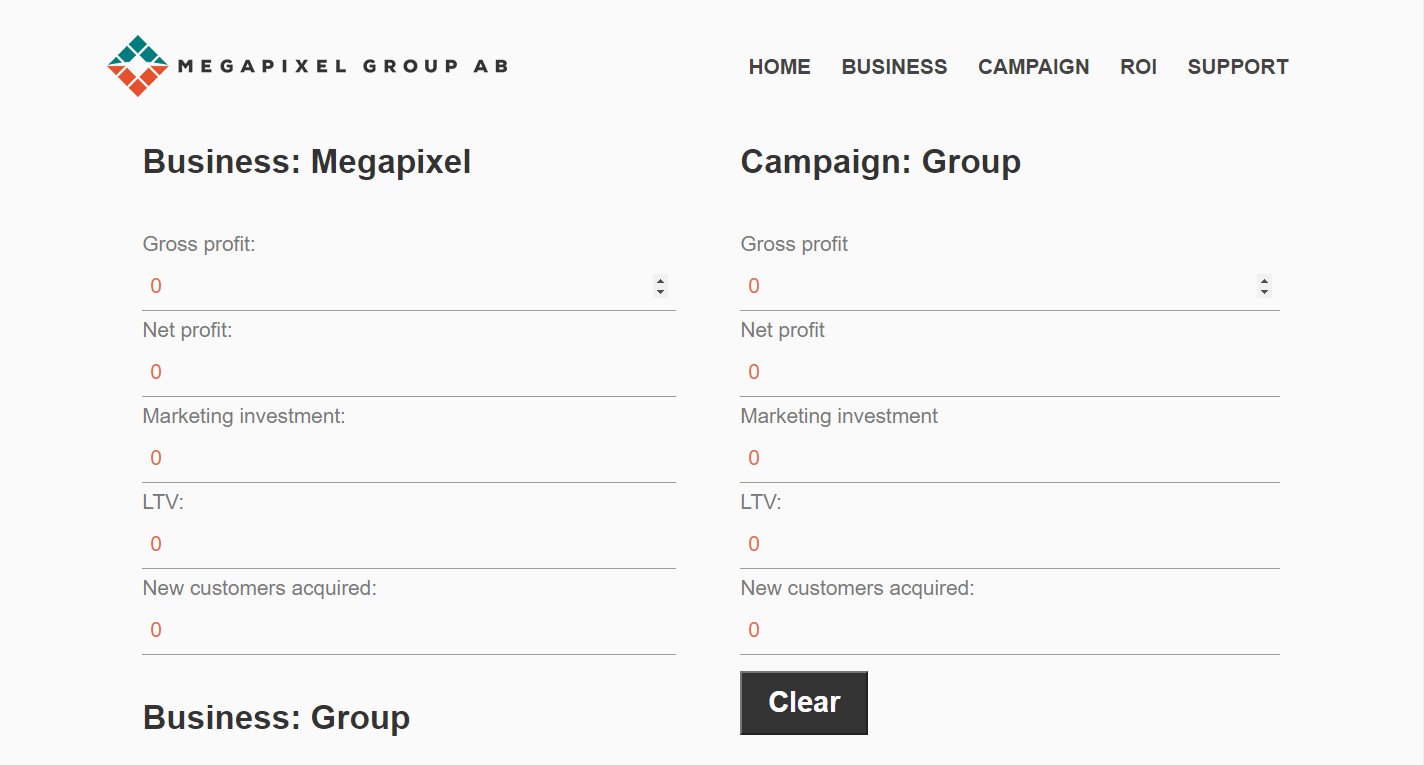 MEGAPIXEL GROUP AB
HOME BUSINESS CAMPAIGN ROI SUPPORT
Business: Megapixel
Gross profit:
0
Net profit:
0
Marketing investment:
0
LTV:
0
New customers acquired:
0
Business: Group
Campaign: Group
Gross profit
0
Net profit
0
Marketing investment
0
LTV:
0
New customers acquired:
0
Clear